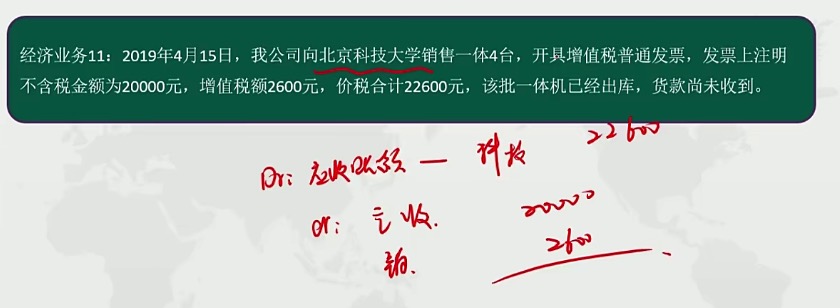 经济业务11：2019年4月15日，我公司向北京科技大学销售一体4台，开具增值税普通发票，发票上注明
不含税金额为20000元，增值税额2600元，价税合计22600元，该批一体机已经出库，货款尚未收到。
Dr: 应收账款 — 科技 22600
cr: 主收. 20000
2600